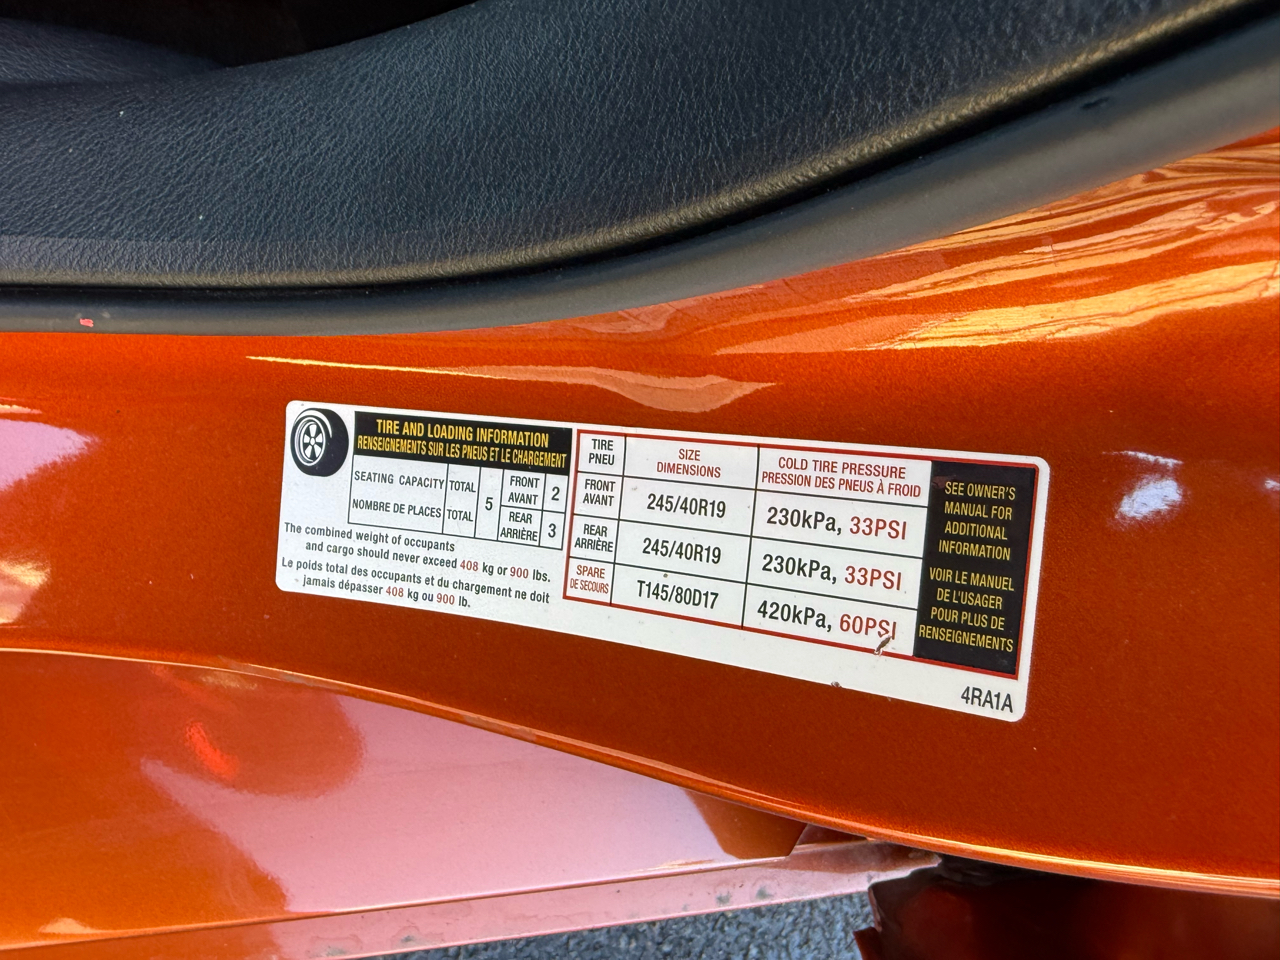 TIRE AND LOADING INFORMATION
RENSEIGNEMENTS SUR LES PNEUS ET LE CHARGEMENT
SEATING CAPACITY
NOMBRE DE PLACES
TOTAL
TOTAL
5
FRONT
AVANT
2
REAR
ARRIÈRE
3
The combined weight of occupants
and cargo should never exceed 408 kg or 900 lbs.
Le poids total des occupants et du chargement ne doit
jamais dépasser 408 kg ou 900 lb.
TIRE
PNEU
SIZE
DIMENSIONS
COLD TIRE PRESSURE
PRESSION DES PNEUS À FROID
FRONT
AVANT
245/40R19
230kPa, 33PSI
REAR
ARRIÈRE
245/40R19
230kPa, 33PSI
SPARE
DE SECOURS
T145/80D17
420kPa, 60PSI
SEE OWNER'S
MANUAL FOR
ADDITIONAL
INFORMATION
VOIR LE MANUEL
DE L'USAGER
POUR PLUS DE
RENSEIGNEMENTS
4RA1A